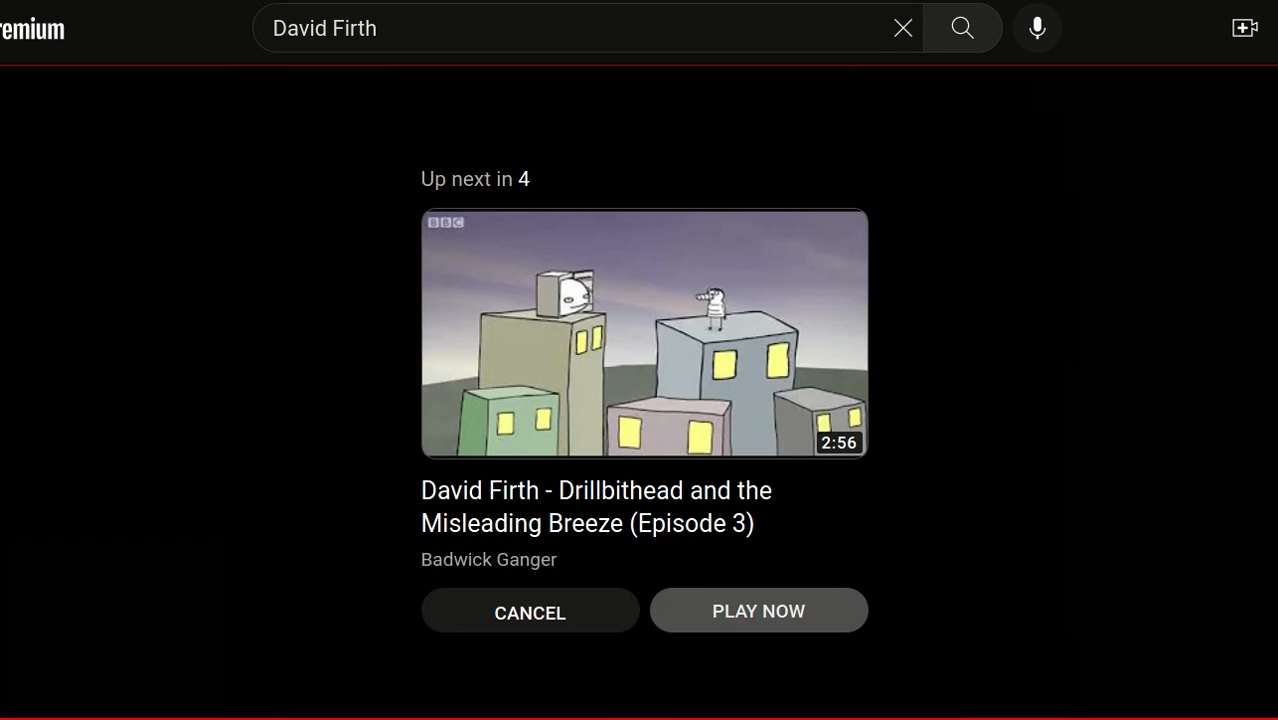 remium
David Firth
Up next in 4
BBC
2:56
David Firth - Drillbithead and the
Misleading Breeze (Episode 3)
Badwick Ganger
CANCEL
PLAY NOW